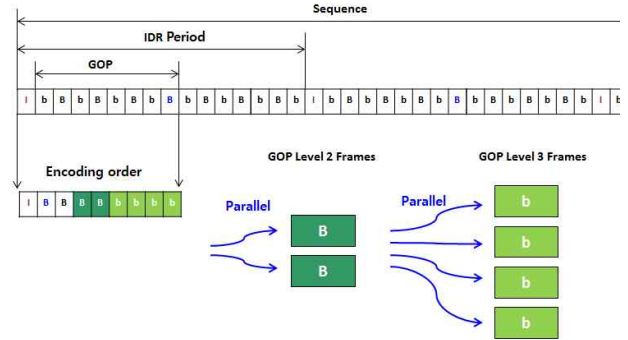 Sequence
IDR Period
GOP
I b B b B b B b B b B b B b B b I b B b B b B b B b B b B b B b I b
Encoding order
I B B B B b b b b
GOP Level 2 Frames
Parallel
B
B
GOP Level 3 Frames
Parallel
b
b
b
b